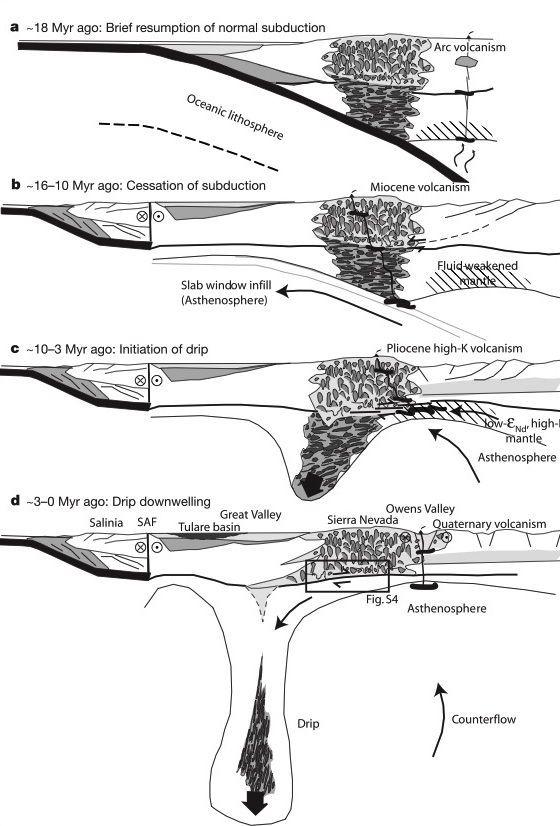 a ~18 Myr ago: Brief resumption of normal subduction
Arc volcanism
Oceanic lithosphere
b ~16–10 Myr ago: Cessation of subduction
Miocene volcanism
Fluid-weakened
mantle
Slab window infill
(Asthenosphere)
c ~10–3 Myr ago: Initiation of drip
Pliocene high-K volcanism
low-ƐNd, high-
mantle
Asthenosphere
d ~3–0 Myr ago: Drip downwelling
Owens Valley
Great Valley
Salinia SAF Tulare basin Sierra Nevada Quaternary volcanism
Fig. S4
Asthenosphere
Drip
Counterflow